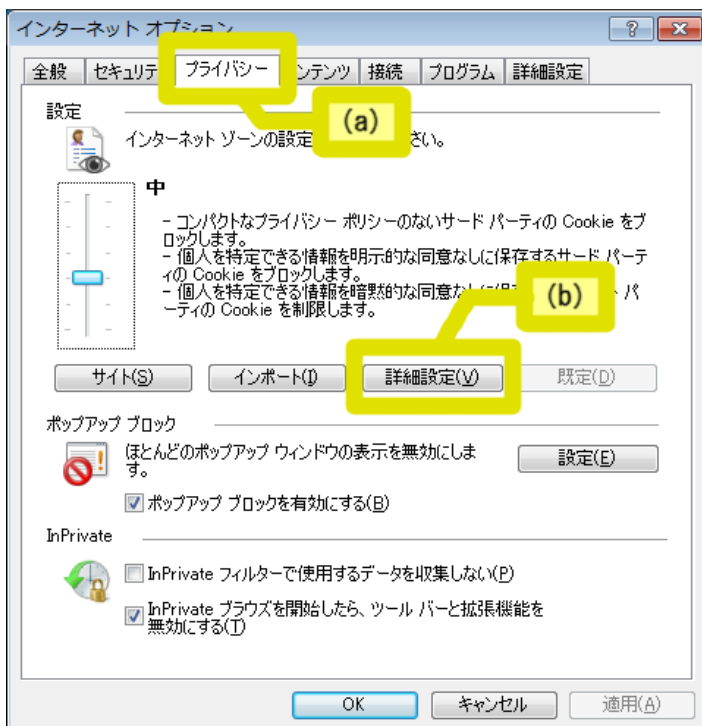 インターネット オプション
全般 セキュリテ プライバシー ンテンツ 接続 プログラム 詳細設定
(a)
設定
インターネット ゾーンの設定 さい。
中
- コンパクトなプライバシー ポリシーのないサード パーティの Cookie をブ
ロックします。
- 個人を特定できる情報を明示的な同意なしに保存するサード パーテ
ィの Cookie をブロックします。
- 個人を特定できる情報を暗黙的な同意なしに パ
ーティの Cookie を制限します。
(b)
サイト(S) インポート(I) 詳細設定(V) 既定(D)
ポップアップ ブロック
ほとんどのポップアップ ウィンドウの表示を無効にしま
す。
設定(E)
ポップアップ ブロックを有効にする(B)
InPrivate
InPrivate フィルターで使用するデータを収集しない(P)
InPrivate ブラウズを開始したら、ツール バーと拡張機能を
無効にする(T)
OK キャンセル 適用(A)